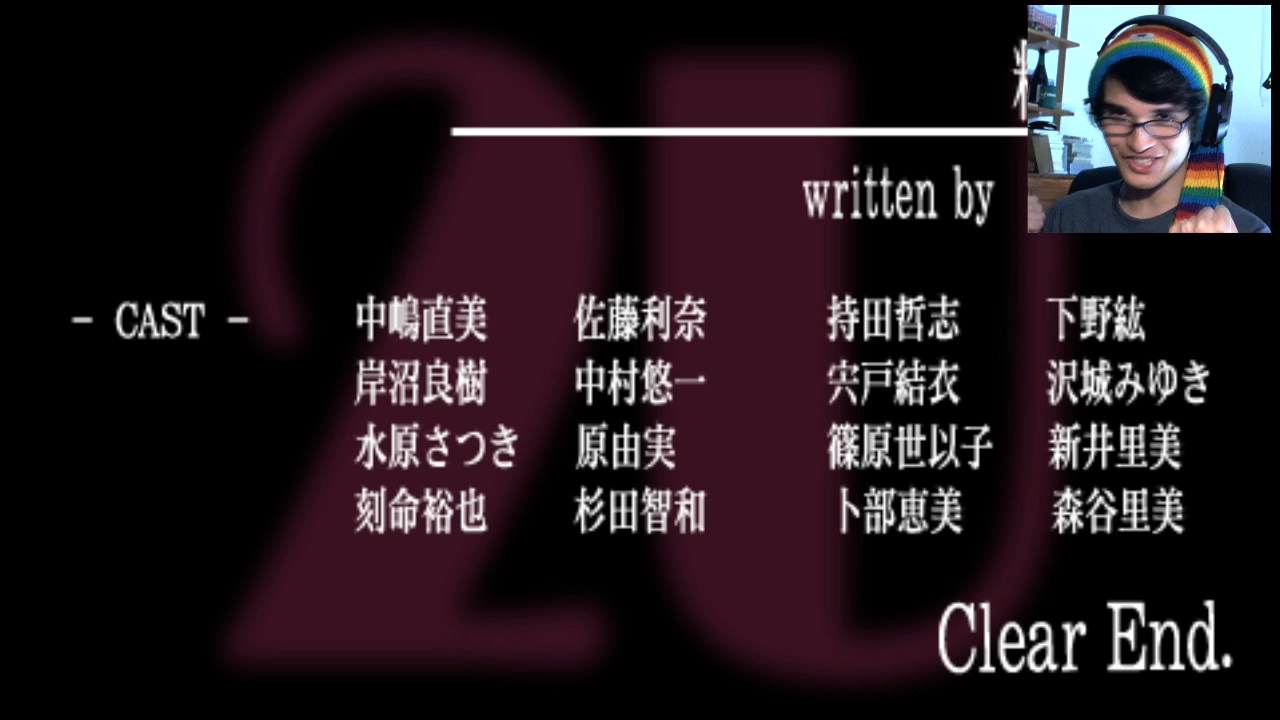 2U
written by
- CAST - 中嶋直美 佐藤利奈 持田哲志 下野紘
岸沼良樹 中村悠一 宍戸結衣 沢城みゆき
水原さつき 原由実 篠原世以子 新井里美
刻命裕也 杉田智和 卜部恵美 森谷里美
Clear End.